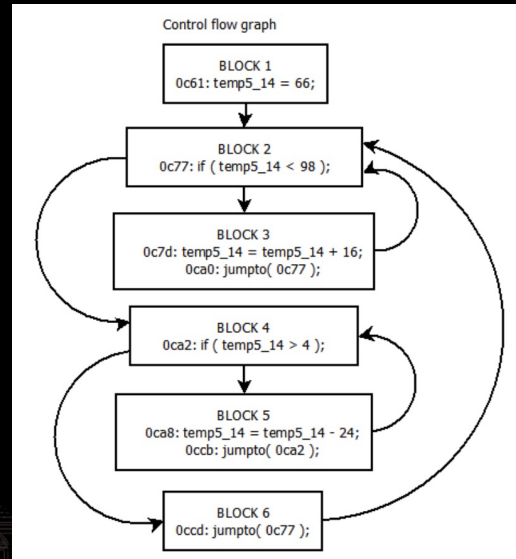 Control flow graph
BLOCK 1
0c61: temp5_14 = 66;
BLOCK 2
0c77: if ( temp5_14 < 98 );
BLOCK 3
0c7d: temp5_14 = temp5_14 + 16;
0ca0: jumpto( 0c77 );
BLOCK 4
0ca2: if ( temp5_14 > 4 );
BLOCK 5
0ca8: temp5_14 = temp5_14 - 24;
0ccb: jumpto( 0ca2 );
BLOCK 6
0ccd: jumpto( 0c77 );